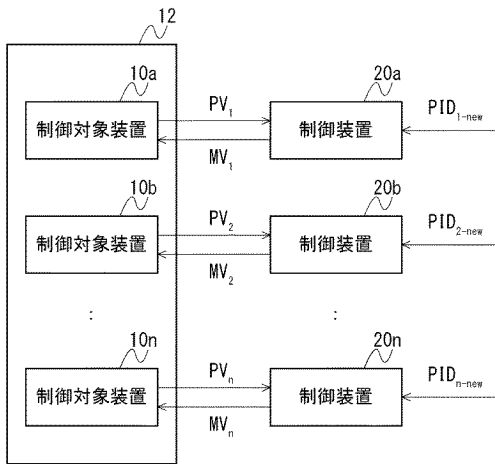 12
10a
制御対象装置
PV1
MV1
20a
制御装置
PID1-new
10b
制御対象装置
PV2
MV2
20b
制御装置
PID2-new
:
:
10n
制御対象装置
PVn
MVn
20n
制御装置
PIDn-new